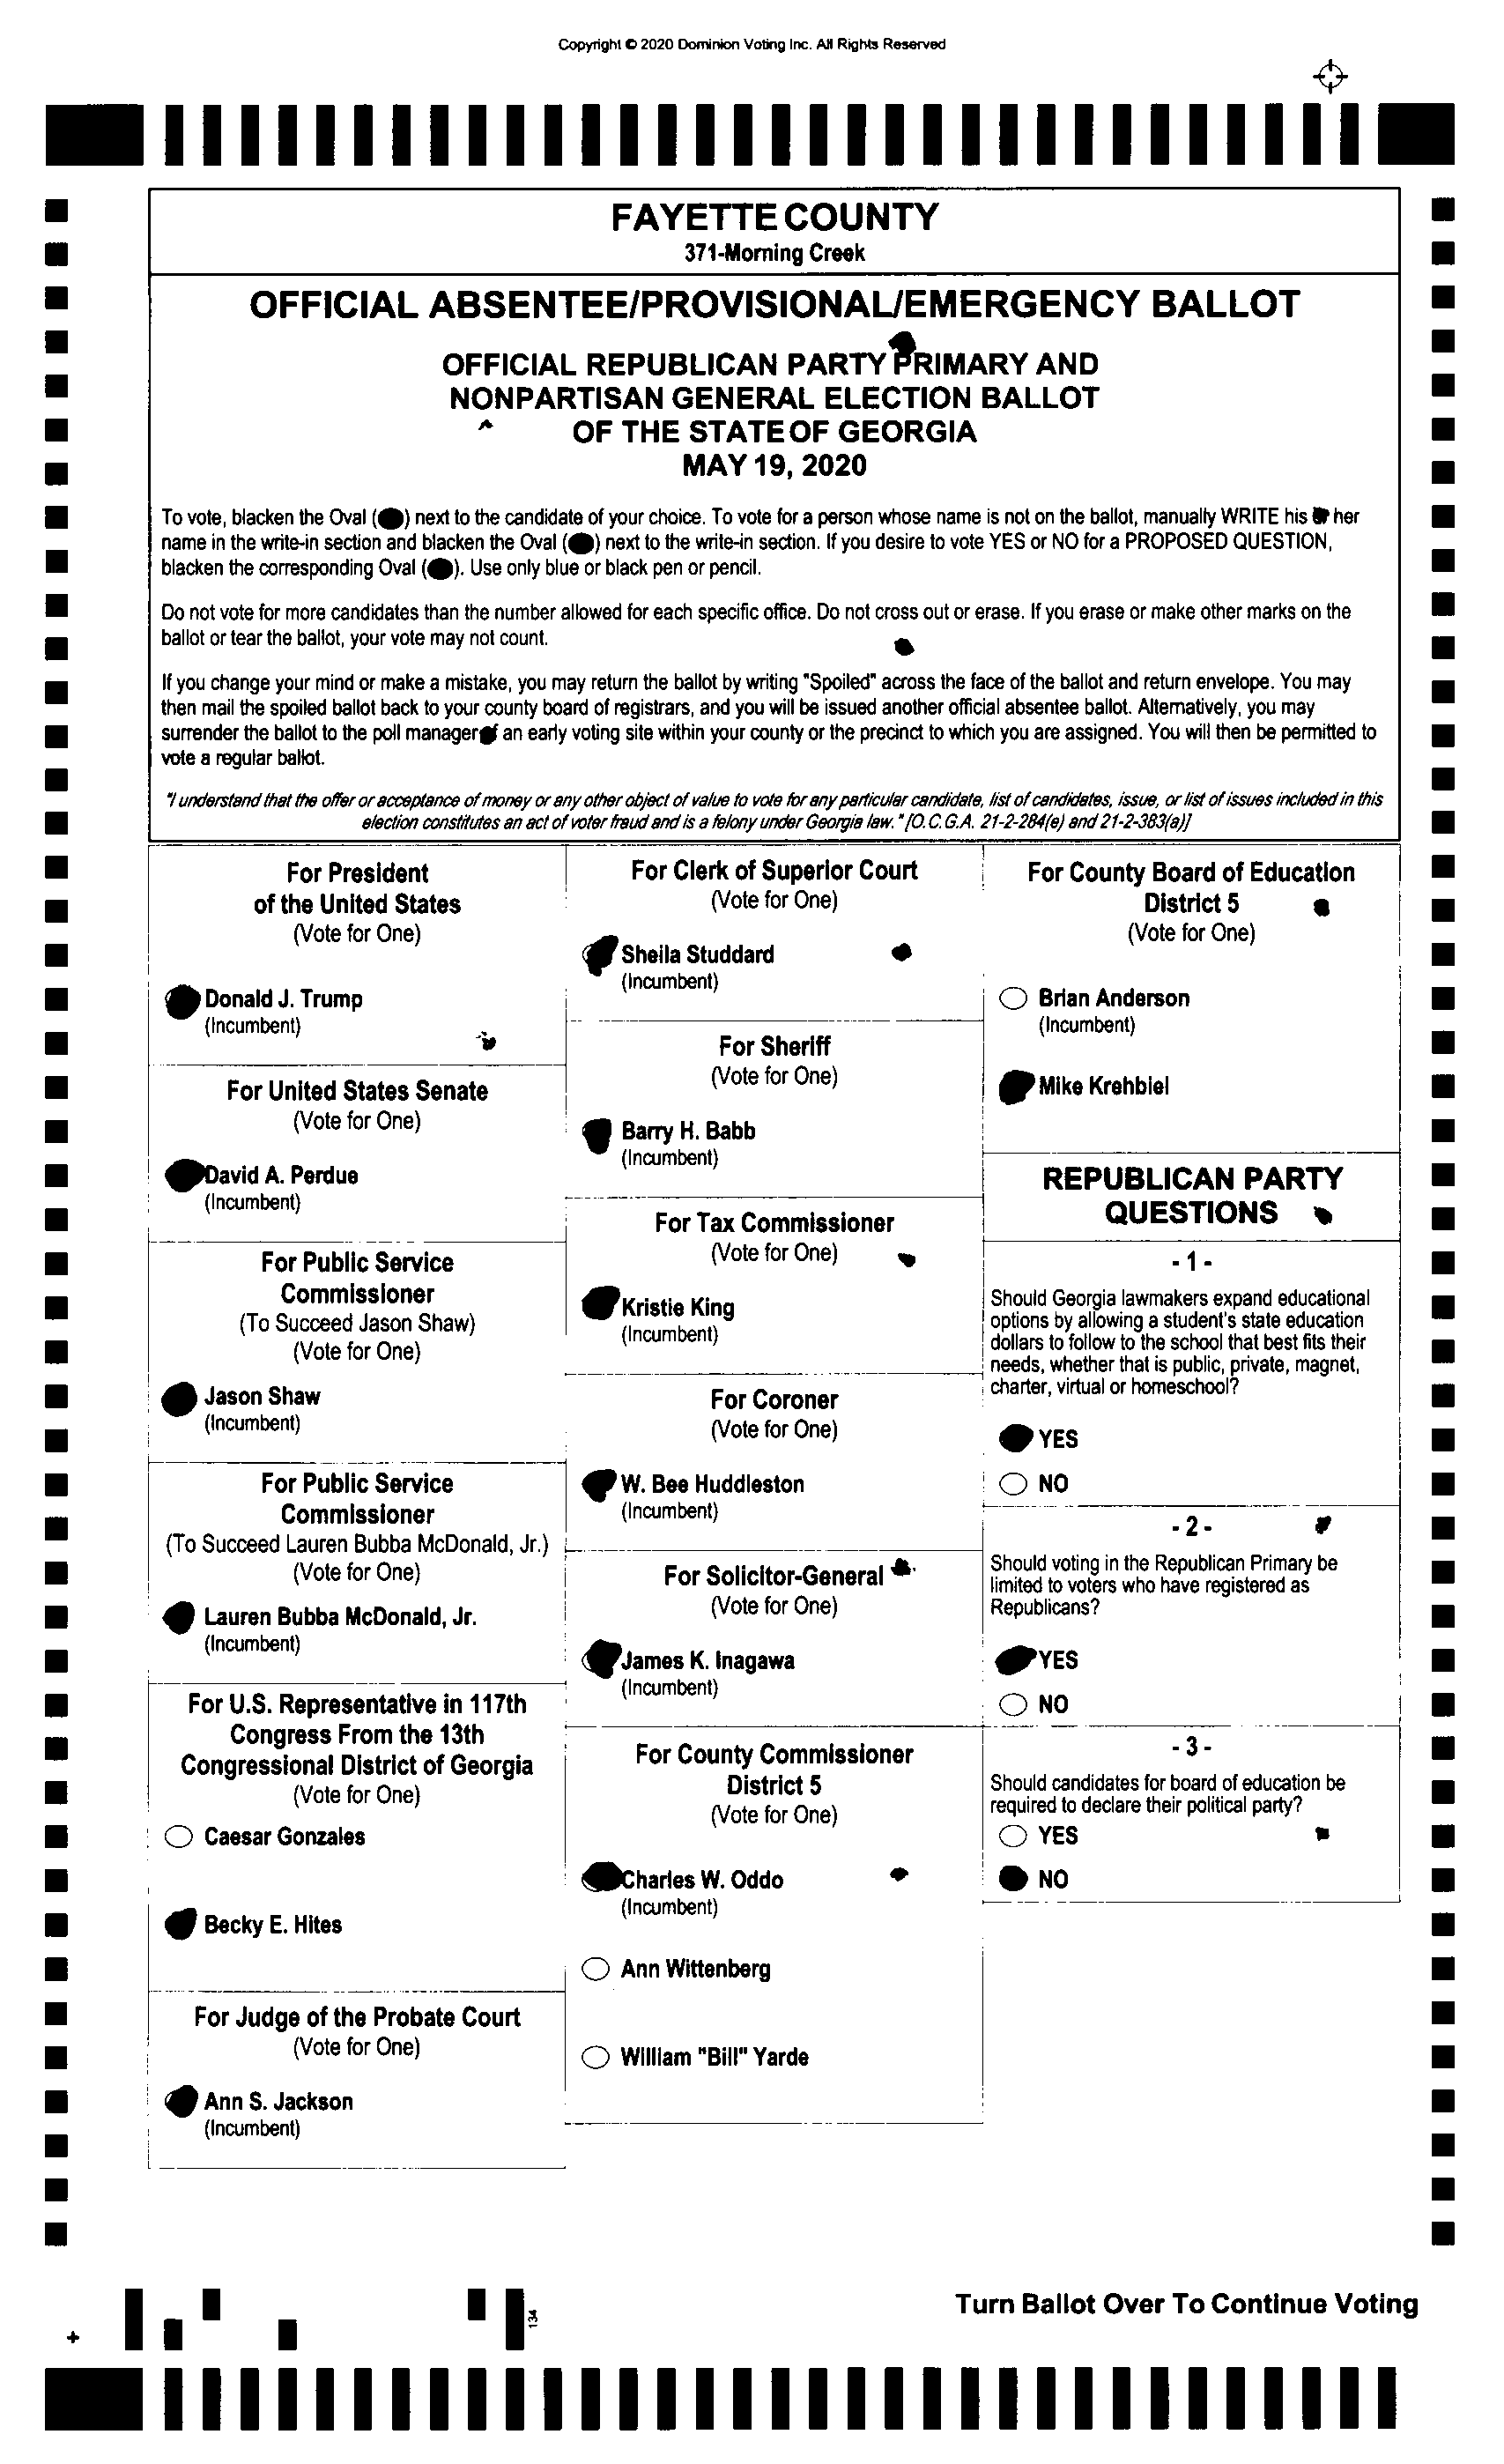 Copyright © 2020 Dominion Voting Inc. All Rights Reserved
FAYETTE COUNTY
371-Morning Creek
OFFICIAL ABSENTEE/PROVISIONAL/EMERGENCY BALLOT
OFFICIAL REPUBLICAN PARTY PRIMARY AND
NONPARTISAN GENERAL ELECTION BALLOT
OF THE STATE OF GEORGIA
MAY 19, 2020
To vote, blacken the Oval ( ) next to the candidate of your choice. To vote for a person whose name is not on the ballot, manually WRITE his her
name in the write-in section and blacken the Oval ( ) next to the write-in section. If you desire to vote YES or NO for a PROPOSED QUESTION,
blacken the corresponding Oval ( ). Use only blue or black pen or pencil.
Do not vote for more candidates than the number allowed for each specific office. Do not cross out or erase. If you erase or make other marks on the
ballot or tear the ballot, your vote may not count.
If you change your mind or make a mistake, you may return the ballot by writing "Spoiled" across the face of the ballot and return envelope. You may
then mail the spoiled ballot back to your county board of registrars, and you will be issued another official absentee ballot. Alternatively, you may
surrender the ballot to the poll manager of an early voting site within your county or the precinct to which you are assigned. You will then be permitted to
vote a regular ballot.
"I understand that the offer or acceptance of money or any other object of value to vote for any particular candidate, list of candidates, issue, or list of issues included in this
election constitutes an act of voter fraud and is a felony under Georgia law." [O.C.G.A. 21-2-284(e) and 21-2-383(a)]
For President
of the United States
(Vote for One)
Donald J. Trump
(Incumbent)
For United States Senate
(Vote for One)
David A. Perdue
(Incumbent)
For Public Service
Commissioner
(To Succeed Jason Shaw)
(Vote for One)
Jason Shaw
(Incumbent)
For Public Service
Commissioner
(To Succeed Lauren Bubba McDonald, Jr.)
(Vote for One)
Lauren Bubba McDonald, Jr.
(Incumbent)
For U.S. Representative in 117th
Congress From the 13th
Congressional District of Georgia
(Vote for One)
Caesar Gonzales
Becky E. Hites
For Judge of the Probate Court
(Vote for One)
Ann S. Jackson
(Incumbent)
For Clerk of Superior Court
(Vote for One)
Sheila Studdard
(Incumbent)
For Sheriff
(Vote for One)
Barry H. Babb
(Incumbent)
For Tax Commissioner
(Vote for One)
Kristie King
(Incumbent)
For Coroner
(Vote for One)
W. Bee Huddleston
(Incumbent)
For Solicitor-General
(Vote for One)
James K. Inagawa
(Incumbent)
For County Commissioner
District 5
(Vote for One)
Charles W. Oddo
(Incumbent)
Ann Wittenberg
William "Bill" Yarde
For County Board of Education
District 5
(Vote for One)
Brian Anderson
(Incumbent)
Mike Krehbiel
REPUBLICAN PARTY
QUESTIONS
- 1 -
Should Georgia lawmakers expand educational
options by allowing a student's state education
dollars to follow to the school that best fits their
needs, whether that is public, private, magnet,
charter, virtual or homeschool?
YES
NO
- 2 -
Should voting in the Republican Primary be
limited to voters who have registered as
Republicans?
YES
NO
- 3 -
Should candidates for board of education be
required to declare their political party?
YES
NO
Turn Ballot Over To Continue Voting
134